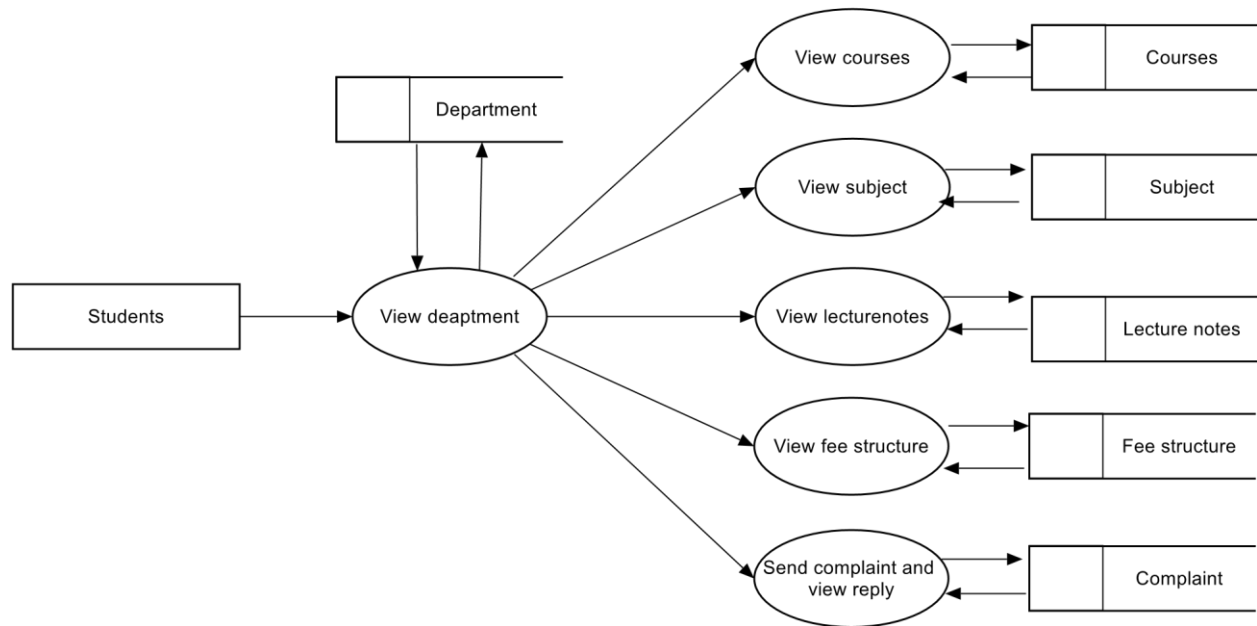 View courses
Courses
Department
View subject
Subject
Students
View deaptment
View lecturenotes
Lecture notes
View fee structure
Fee structure
Send complaint and
view reply
Complaint